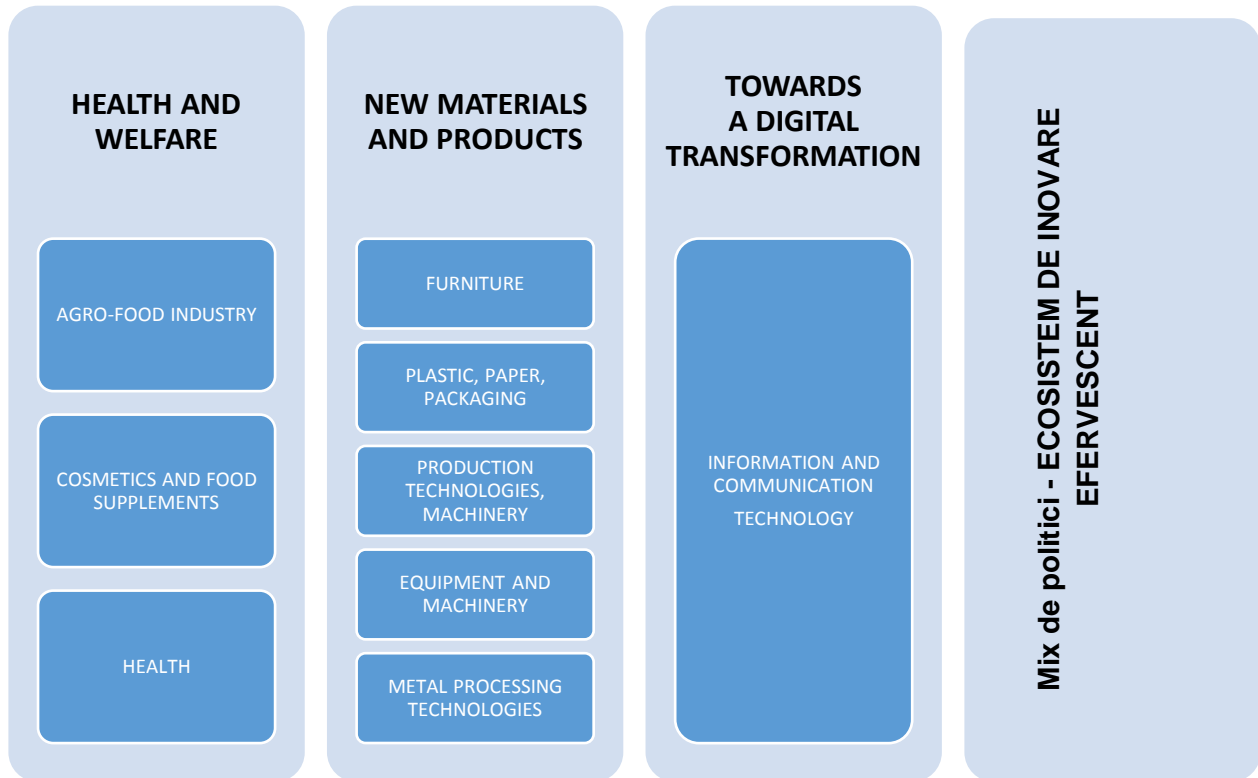 HEALTH AND
WELFARE
AGRO-FOOD INDUSTRY
COSMETICS AND FOOD
SUPPLEMENTS
HEALTH
NEW MATERIALS
AND PRODUCTS
FURNITURE
PLASTIC, PAPER,
PACKAGING
PRODUCTION
TECHNOLOGIES,
MACHINERY
EQUIPMENT AND
MACHINERY
METAL PROCESSING
TECHNOLOGIES
TOWARDS
A DIGITAL
TRANSFORMATION
INFORMATION AND
COMMUNICATION
TECHNOLOGY
Mix de politici - ECOSISTEM DE INOVARE
EFERVESCENT